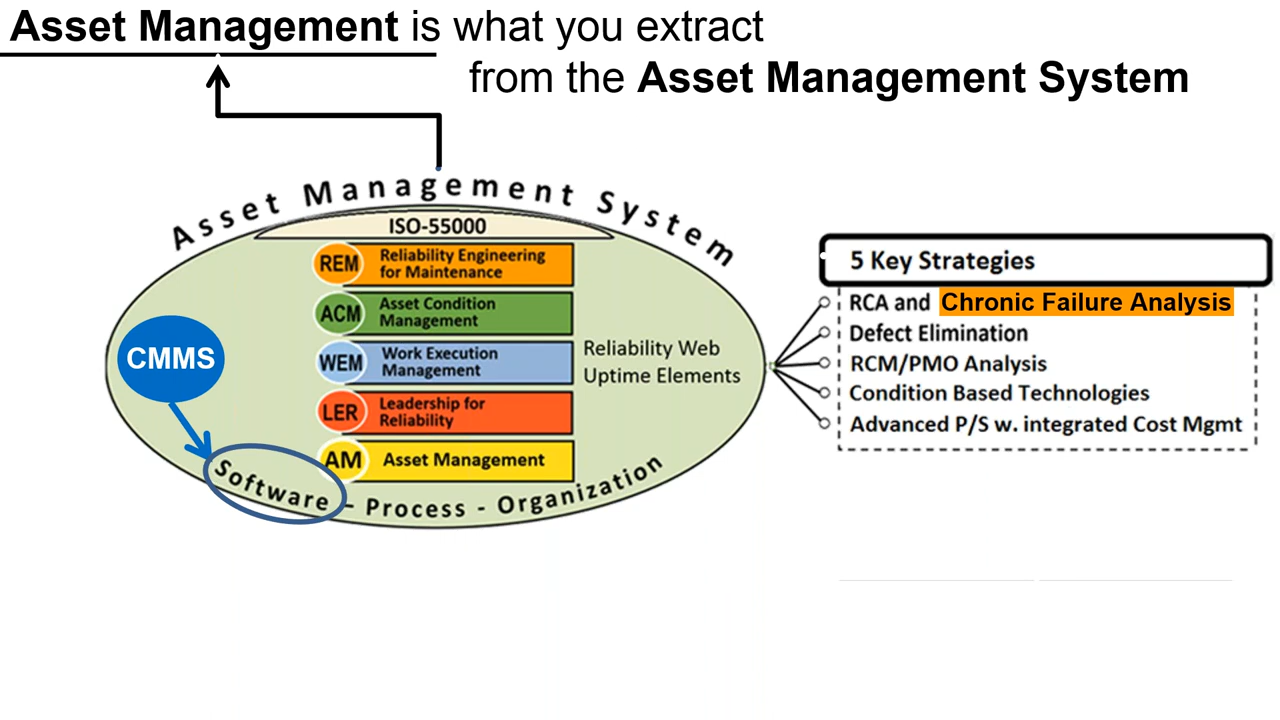 Asset Management is what you extract
from the Asset Management System
Asset Management System
ISO-55000
REM
Reliability Engineering
for Maintenance
ACM
Asset Condition
Management
CMMS
WEM
Work Execution
Management
Reliability Web
Uptime Elements
LER
Leadership for
Reliability
AM
Asset Management
Software - Process - Organization
5 Key Strategies
RCA and Chronic Failure Analysis
Defect Elimination
RCM/PMO Analysis
Condition Based Technologies
Advanced P/S w. integrated Cost Mgmt